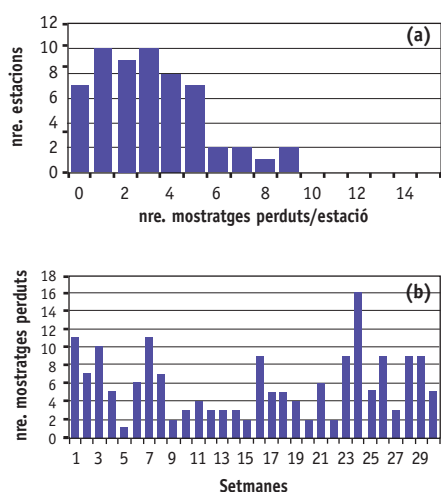 (a)
nre. estacions
12
10
8
6
4
2
0
0 2 4 6 8 10 12 14
nre. mostratges perduts/estació
(b)
nre. mostratges perduts
18
16
14
12
10
8
6
4
2
0
1 3 5 7 9 11 13 15 17 19 21 23 25 27 29
Setmanes